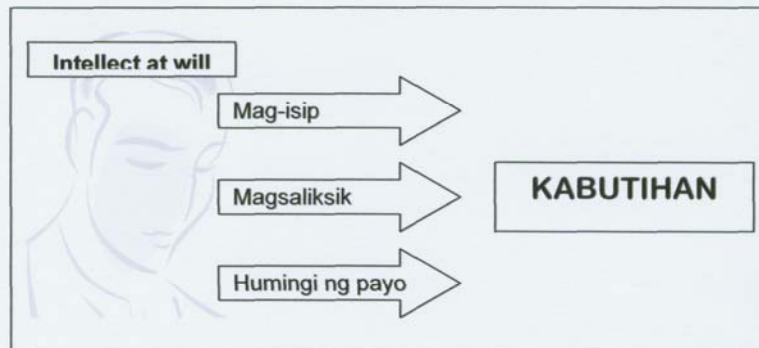 Intellect at will
Mag-isip
Magsaliksik
KABUTIHAN
Humingi ng payo